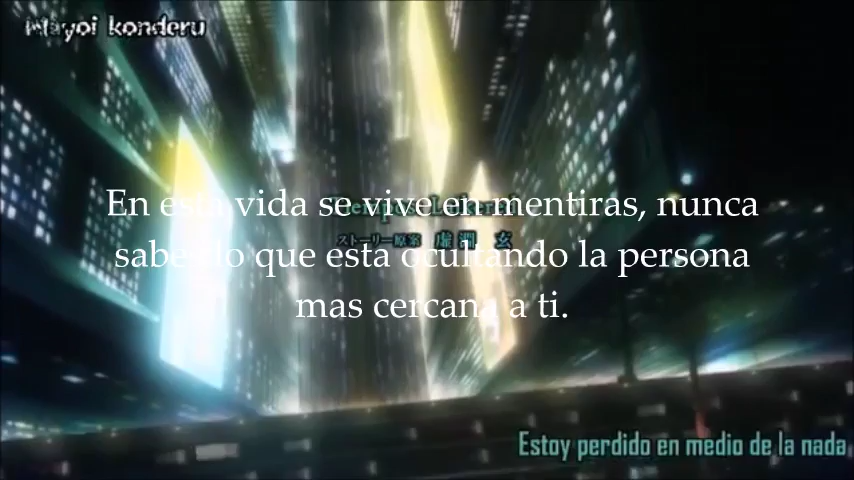 Mayoi konderu
En esta vida se vive en mentiras, nunca
ストーリー原案 虚淵 玄
sabes lo que esta ocultando la persona
mas cercana a ti.
Estoy perdido en medio de la nada